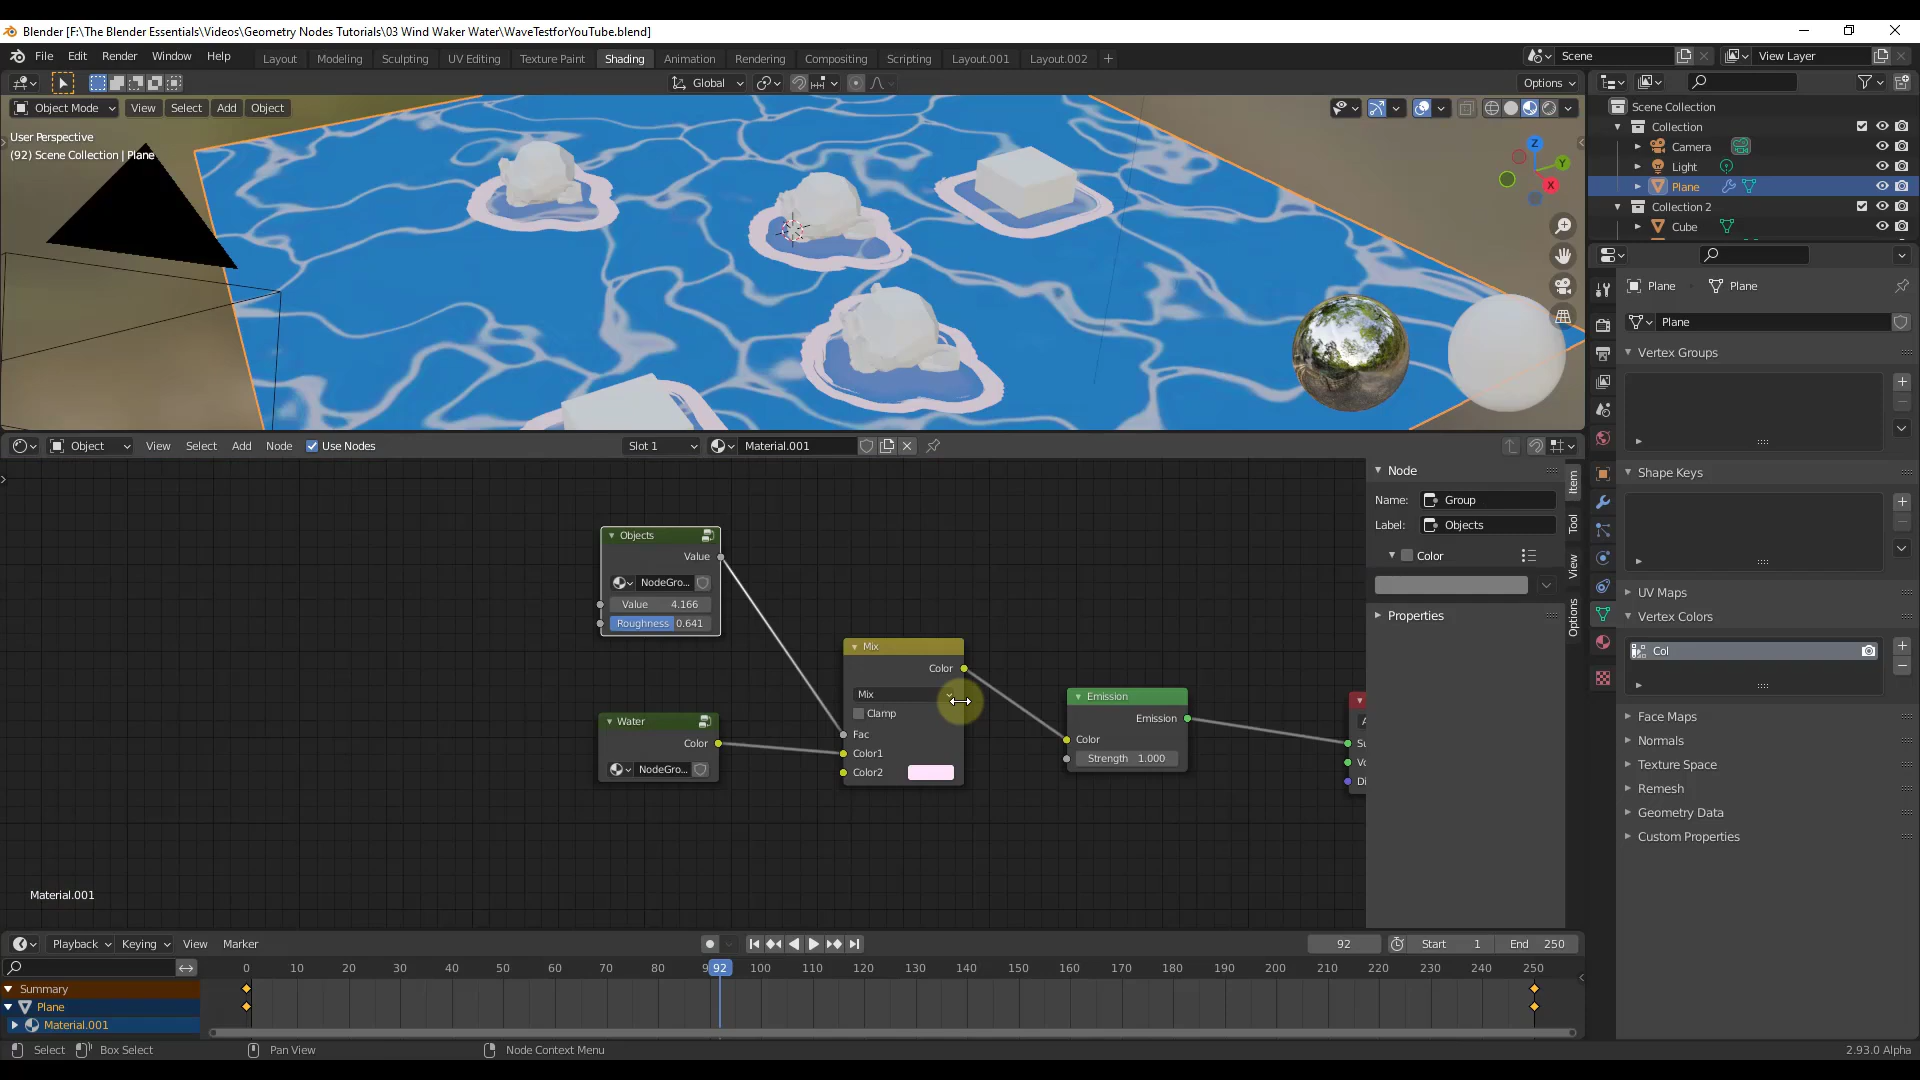 Blender [F:\The Blender Essentials\Videos\Geometry Nodes Tutorials\03 Wind Waker Water\WaveTestforYouTube.blend]
File Edit Render Window Help Layout Modeling Sculpting UV Editing Texture Paint Shading Animation Rendering Compositing Scripting Layout.001 Layout.002 + Scene View Layer
Global Options
Object Mode View Select Add Object
User Perspective
(92) Scene Collection | Plane
Z
Y
X
Scene Collection
Collection
Camera
Light
Plane
Collection 2
Cube
Plane Plane
Plane
Vertex Groups
Shape Keys
UV Maps
Vertex Colors
Col
Face Maps
Normals
Texture Space
Remesh
Geometry Data
Custom Properties
Object View Select Add Node Use Nodes Slot 1 Material.001
Objects
Value
NodeGro...
Value 4.166
Roughness 0.641
Water
Color
NodeGro...
Mix
Color
Mix
Clamp
Fac
Color1
Color2
Emission
Emission
Color
Strength 1.000
Su
Vo
Di
Node
Name: Group
Label: Objects
Color
Properties
Item
Tool
View
Options
Material.001
Playback Keying View Marker 92 Start 1 End 250
0 10 20 30 40 50 60 70 80 92 100 110 120 130 140 150 160 170 180 190 200 210 220 230 240 250
Summary
Plane
Material.001
Select Box Select Pan View Node Context Menu 2.93.0 Alpha